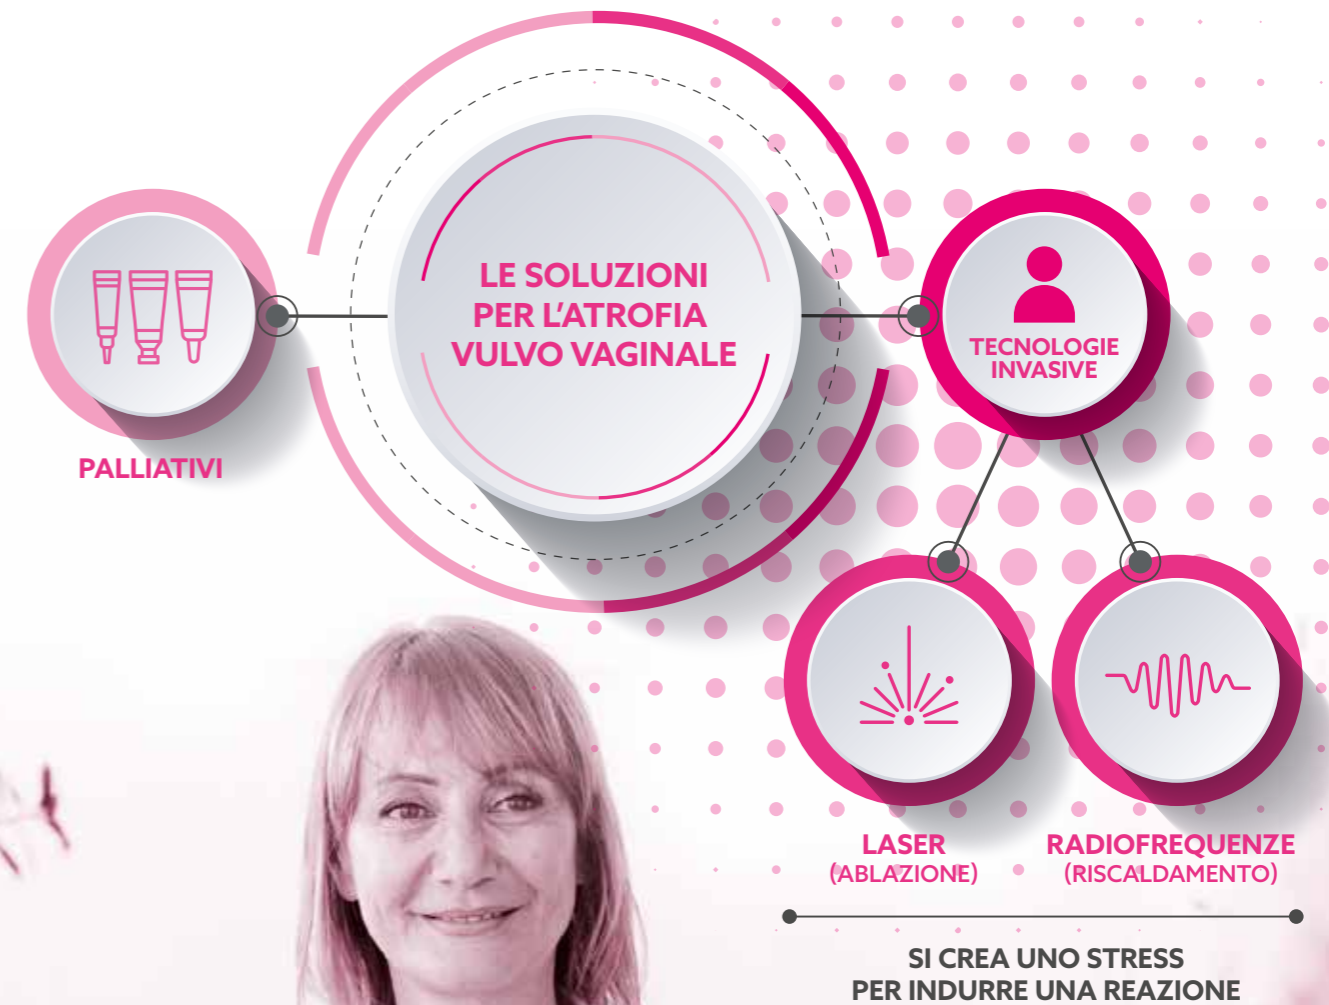 LE SOLUZIONI
PER L'ATROFIA
VULVO VAGINALE
PALLIATIVI
TECNOLOGIE
INVASIVE
LASER
(ABLAZIONE)
RADIOFREQUENZE
(RISCALDAMENTO)
SI CREA UNO STRESS
PER INDURRE UNA REAZIONE